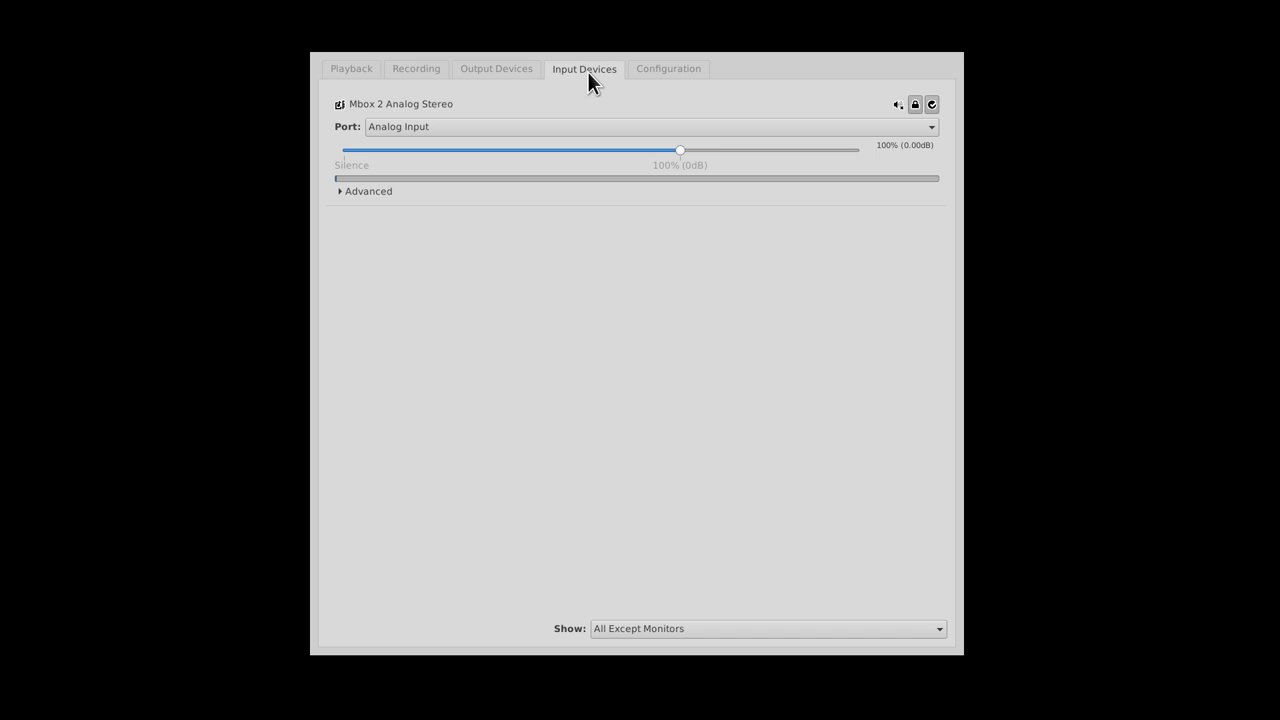 Playback Recording Output Devices Input Devices Configuration
Mbox 2 Analog Stereo
Port: Analog Input
100% (0.00dB)
Silence 100% (0dB)
Advanced
Show: All Except Monitors